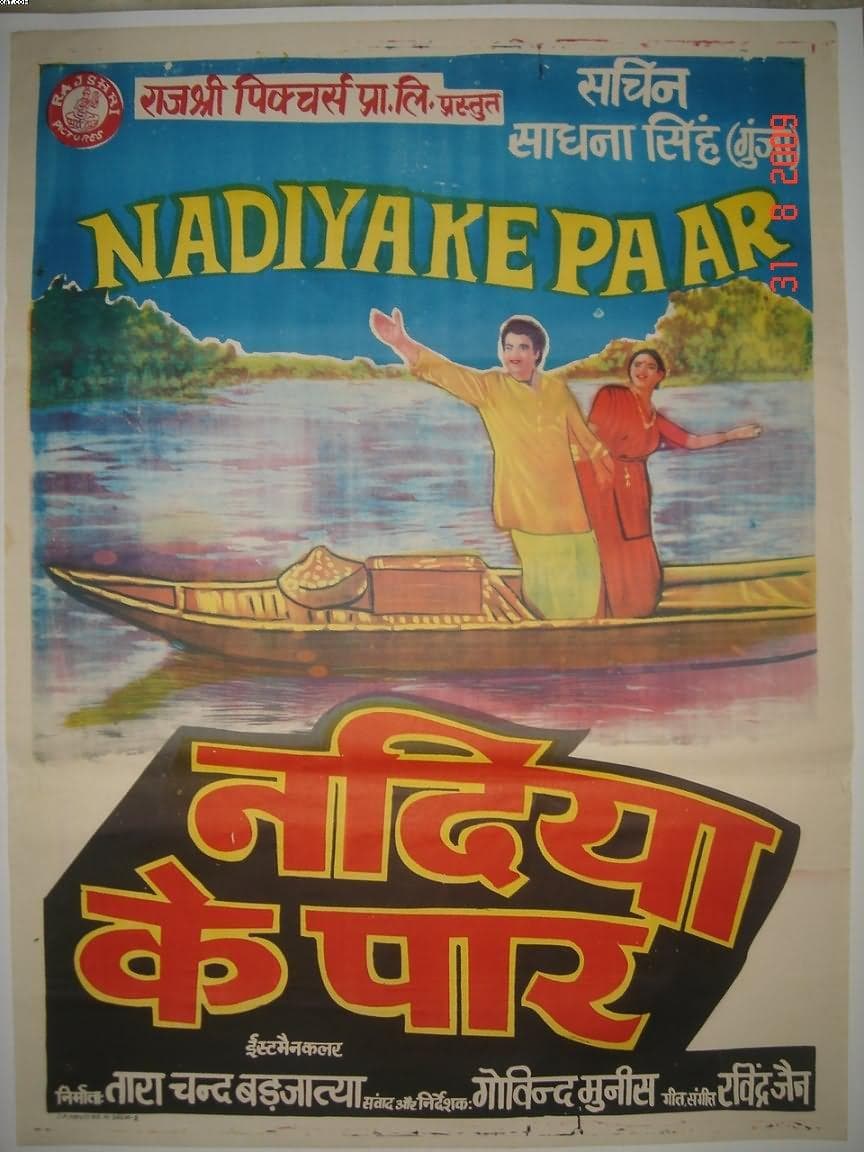 RAJSHRI
PICTURES
राजश्री पिक्चर्स प्रा.लि. प्रस्तुत
सचिन
साधना सिंह (गुंजा)
31 8 2009
NADIYA KE PAAR
नदिया
के पार
ईस्टमैनकलर
निर्माता: तारा चन्द बड़जात्या संवाद और निर्देशक: गोविन्द मुनीस गीत, संगीत रविंद्र जैन